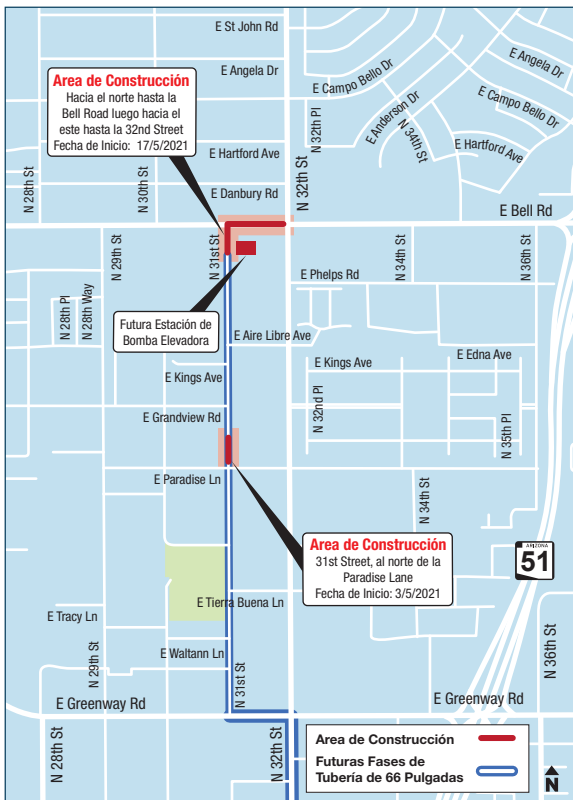 E St John Rd
E Angela Dr
E Campo Bello Dr
E Anderson Dr
E Angela Dr
E Campo Bello Dr
Area de Construcción
Hacia el norte hasta la
Bell Road luego hacia el
este hasta la 32nd Street
Fecha de Inicio: 17/5/2021
N 32th Pl
N 34th St
E Hartford Ave
E Hartford Ave
N 28th St
N 30th St
E Danbury Rd
N 32th St
E Bell Rd
N 29th St
N 31st St
N 34th St
N 36th St
E Phelps Rd
N 28th Pl
N 28th Way
Futura Estación de
Bomba Elevadora
E Aire Libre Ave
E Kings Ave
E Edna Ave
E Kings Ave
N 32nd Pl
N 35th Pl
E Grandview Rd
E Paradise Ln
N 34th St
Area de Construcción
31st Street, al norte de la
Paradise Lane
Fecha de Inicio: 3/5/2021
ARIZONA
51
E Tierra Buena Ln
E Tracy Ln
E Waltann Ln
N 29th St
N 31st St
N 36th St
E Greenway Rd
E Greenway Rd
N 28th St
N 32th St
Area de Construcción
Futuras Fases de
Tubería de 66 Pulgadas
N